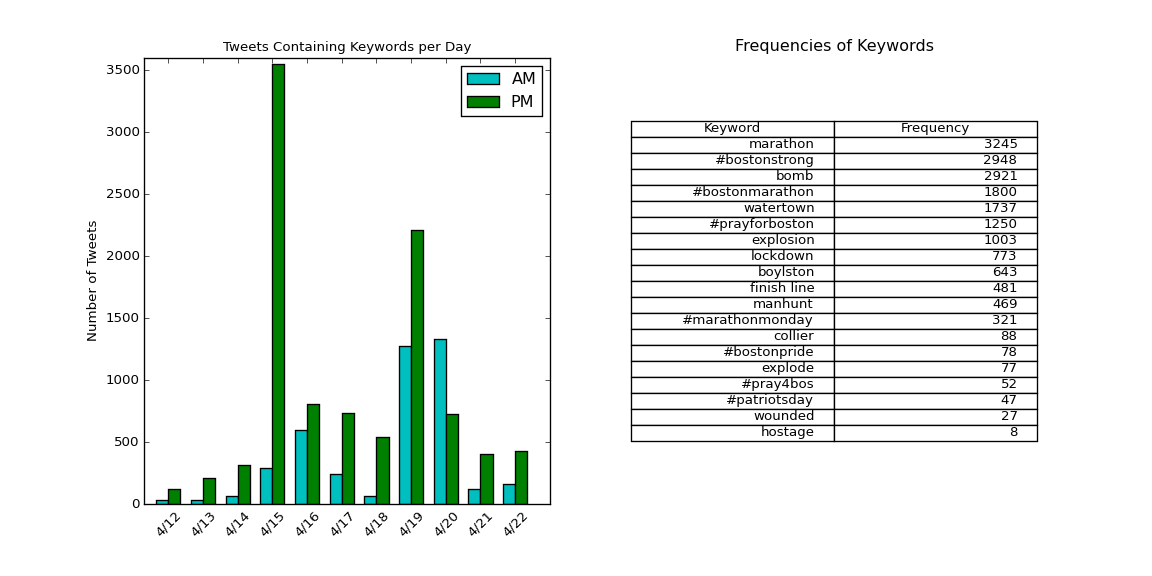 Tweets Containing Keywords per Day
Number of Tweets
3500
3000
2500
2000
1500
1000
500
0
AM
PM
4/12 4/13 4/14 4/15 4/16 4/17 4/18 4/19 4/20 4/21 4/22
Frequencies of Keywords
Keyword Frequency
marathon 3245
#bostonstrong 2948
bomb 2921
#bostonmarathon 1800
watertown 1737
#prayforboston 1250
explosion 1003
lockdown 773
boylston 643
finish line 481
manhunt 469
#marathonmonday 321
collier 88
#bostonpride 78
explode 77
#pray4bos 52
#patriotsday 47
wounded 27
hostage 8